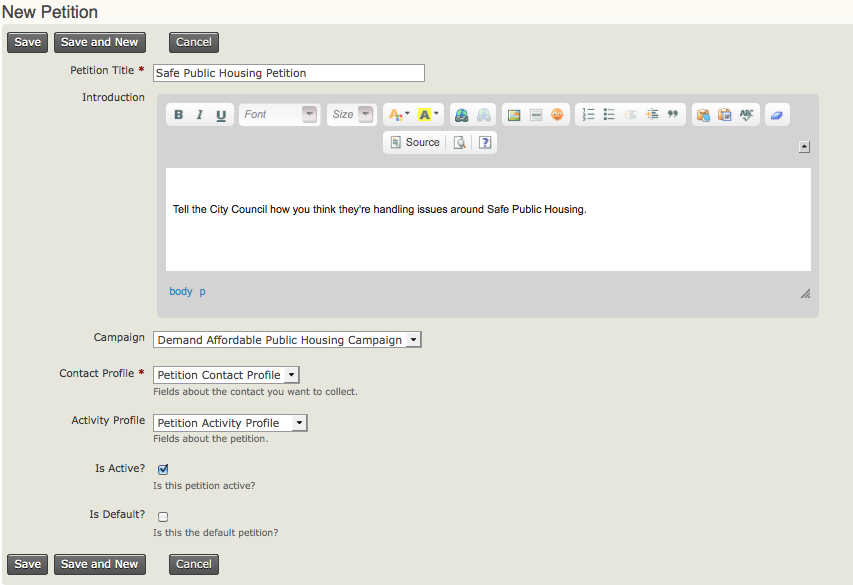 New Petition
Save Save and New Cancel
Petition Title * Safe Public Housing Petition
Introduction
B I U Font Size A A ABC
Source ?
Tell the City Council how you think they're handling issues around Safe Public Housing.
body p
Campaign Demand Affordable Public Housing Campaign
Contact Profile * Petition Contact Profile
Fields about the contact you want to collect.
Activity Profile Petition Activity Profile
Fields about the petition.
Is Active?
Is this petition active?
Is Default?
Is this the default petition?
Save Save and New Cancel